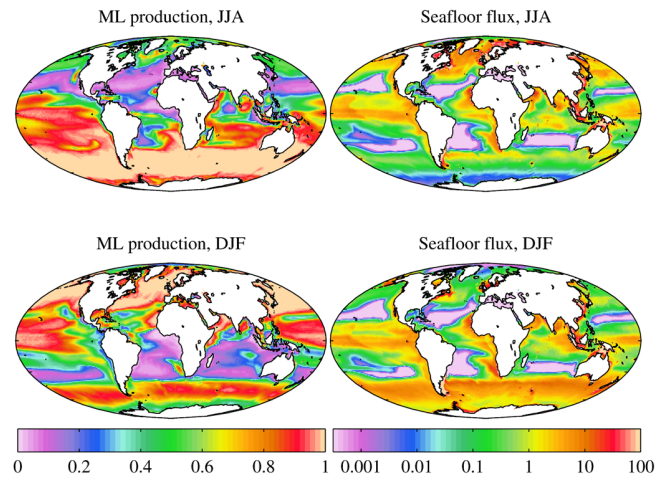 ML production, JJA
Seafloor flux, JJA
ML production, DJF
Seafloor flux, DJF
0 0.2 0.4 0.6 0.8 1
0.001 0.01 0.1 1 10 100